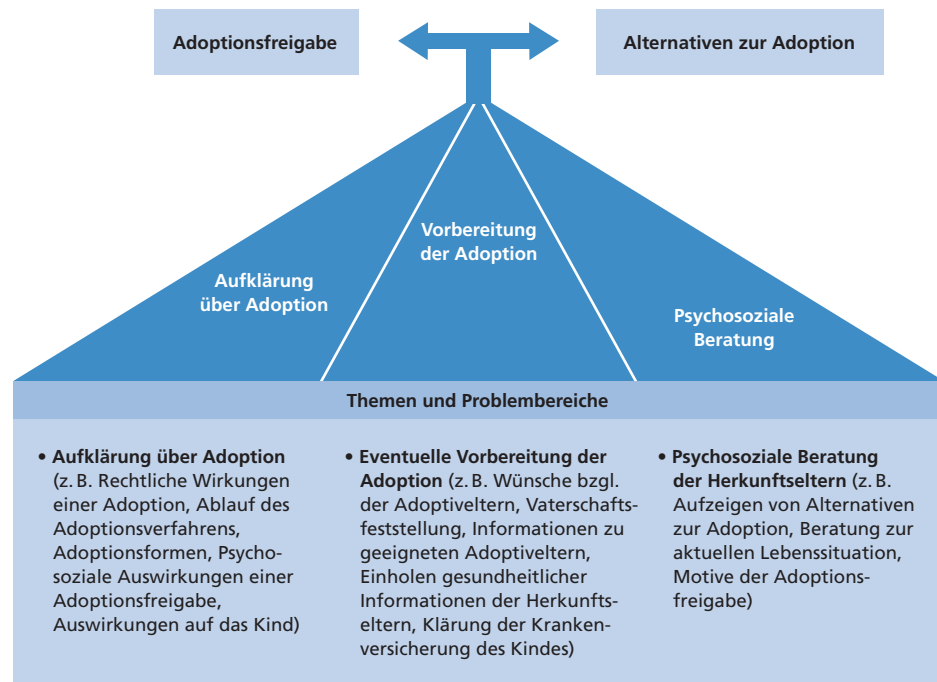 Adoptionsfreigabe
Alternativen zur Adoption
Vorbereitung
der Adoption
Aufklärung
über Adoption
Psychosoziale
Beratung
Themen und Problembereiche
• Aufklärung über Adoption
(z. B. Rechtliche Wirkungen
einer Adoption, Ablauf des
Adoptionsverfahrens,
Adoptionsformen, Psycho-
soziale Auswirkungen einer
Adoptionsfreigabe,
Auswirkungen auf das Kind)
• Eventuelle Vorbereitung der
Adoption (z. B. Wünsche bzgl.
der Adoptiveltern, Vaterschafts-
feststellung, Informationen zu
geeigneten Adoptiveltern,
Einholen gesundheitlicher
Informationen der Herkunfts-
eltern, Klärung der Kranken-
versicherung des Kindes)
• Psychosoziale Beratung
der Herkunftseltern (z. B.
Aufzeigen von Alternativen
zur Adoption, Beratung zur
aktuellen Lebenssituation,
Motive der Adoptions-
freigabe)